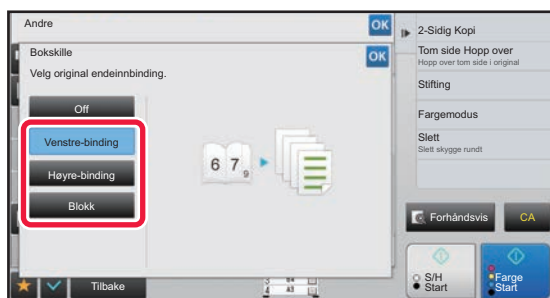 Andre
OK
Bokskille
OK
Velg original endeinnbinding.
Off
Venstre-binding
Høyre-binding
Blokk
6 7 9
Tilbake
2-Sidig Kopi
Tom side Hopp over
Hopp over tom side i original
Stifting
Fargemodus
Slett
Slett skygge rundt
Forhåndsvis
CA
S/H
Start
Farge
Start